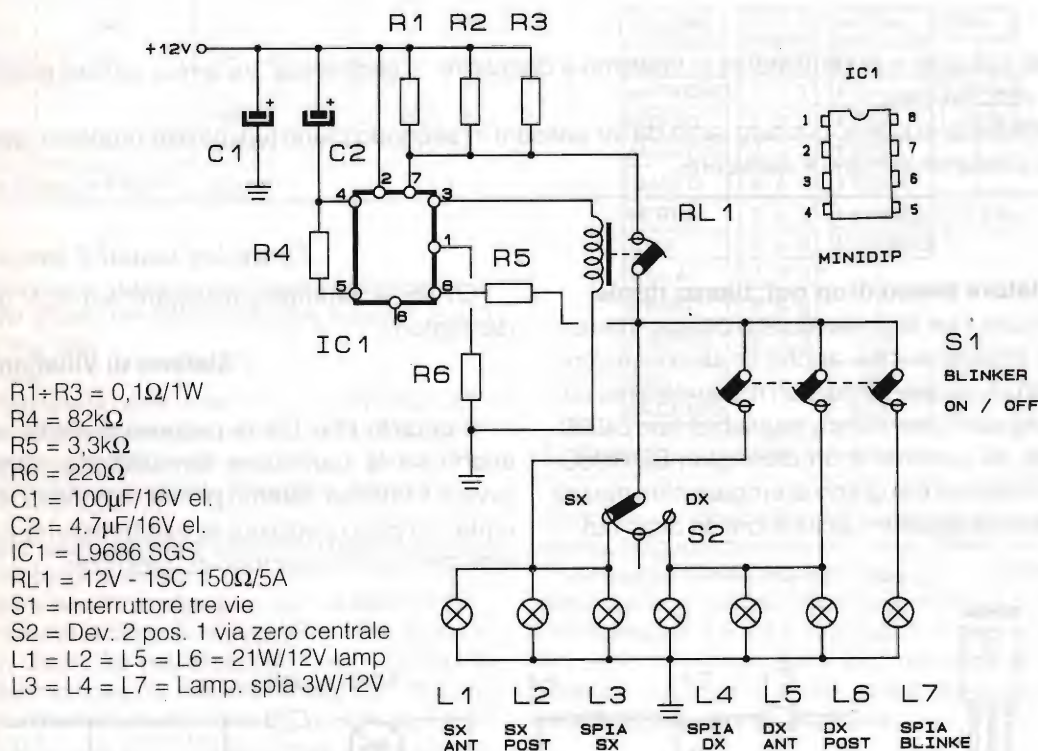 R1 R2 R3
+12V
IC1
+ +
C1 C2
1 8
2 7
3 6
4 5
MINIDIP
2 7
4 3
1
5 8
6
RL1
R4 R5
IC1
R6
S1
BLINKER
ON / OFF
SX DX
S2
R1÷R3 = 0,1Ω/1W
R4 = 82kΩ
R5 = 3,3kΩ
R6 = 220Ω
C1 = 100µF/16V el.
C2 = 4,7µF/16V el.
IC1 = L9686 SGS
RL1 = 12V - 1SC 150Ω/5A
S1 = Interruttore tre vie
S2 = Dev. 2 pos. 1 via zero centrale
L1 = L2 = L5 = L6 = 21W/12V lamp
L3 = L4 = L7 = Lamp. spia 3W/12V
L1 L2 L3 L4 L5 L6 L7
SX ANT
SX POST
SPIA SX
SPIA DX
DX ANT
DX POST
SPIA BLINKE